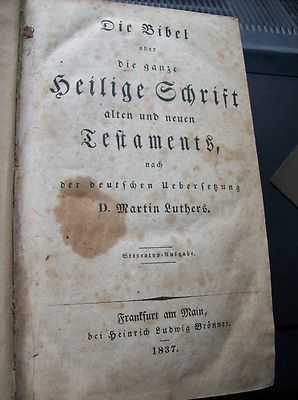 Die Bibel
oder
die ganze
Heilige Schrift
alten und neuen
Teſtaments,
nach
der deutſchen Ueberſetzung
D. Martin Luthers.
Stereotyp-Ausgabe.
Frankfurt am Main,
bei Heinrich Ludwig Brönner.
1837.